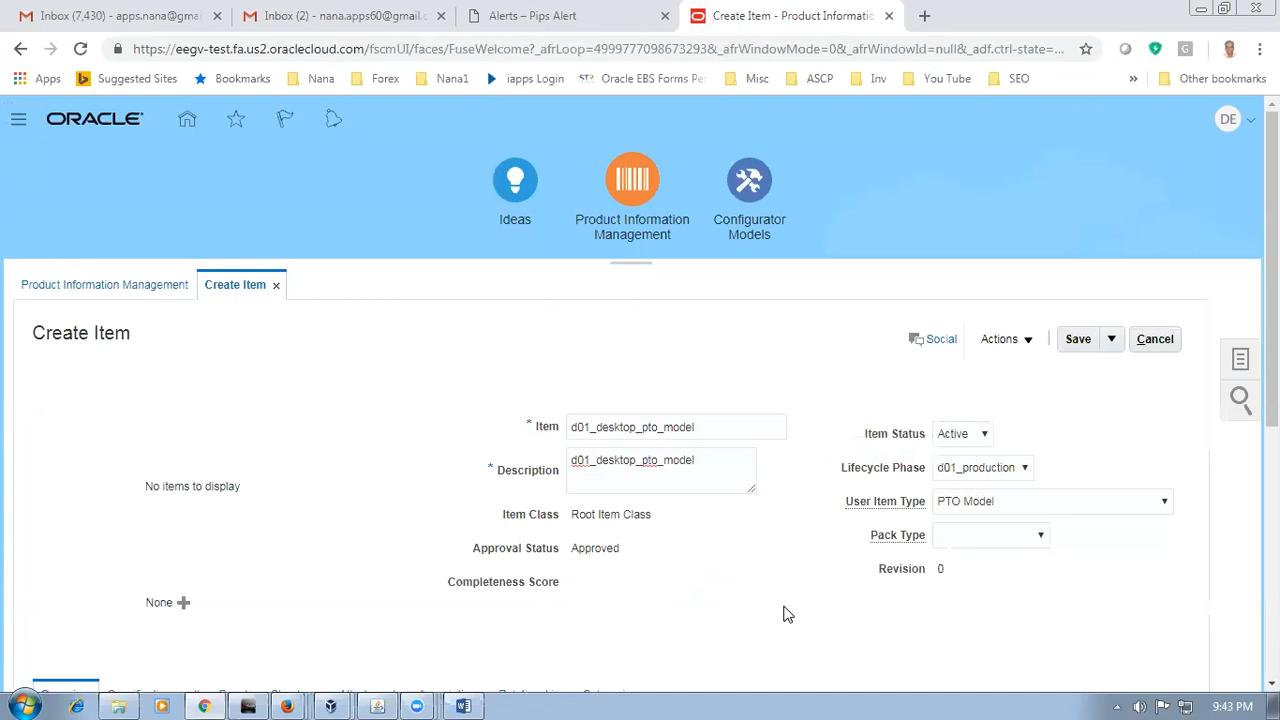 apps.nana@gmai
Inbox (7,430) - apps.nana@gmai
Inbox (2) - nana.apps60@gmail.c
Alerts – Pips Alert
Create Item - Product Informatio
https://eegv-test.fa.us2.oraclecloud.com/fscmUI/faces/FuseWelcome?_afrLoop=49997770986732938&_afrWindowMode=0&_afrWindowId=null&_adf.ctrl-state=...
Apps Suggested Sites Bookmarks Nana Forex Nana1 iapps Login Oracle EBS Forms Per Misc ASCP Inv You Tube SEO » Other bookmarks
ORACLE DE
Ideas
Product Information
Management
Configurator
Models
Product Information Management Create Item
Create Item
Social Actions Save Cancel
* Item d01_desktop_pto_model
Item Status Active
* Description d01_desktop_pto_model
Lifecycle Phase d01_production
No items to display
User Item Type PTO Model
Item Class Root Item Class
Pack Type
Approval Status Approved
Revision 0
Completeness Score
None
9:43 PM